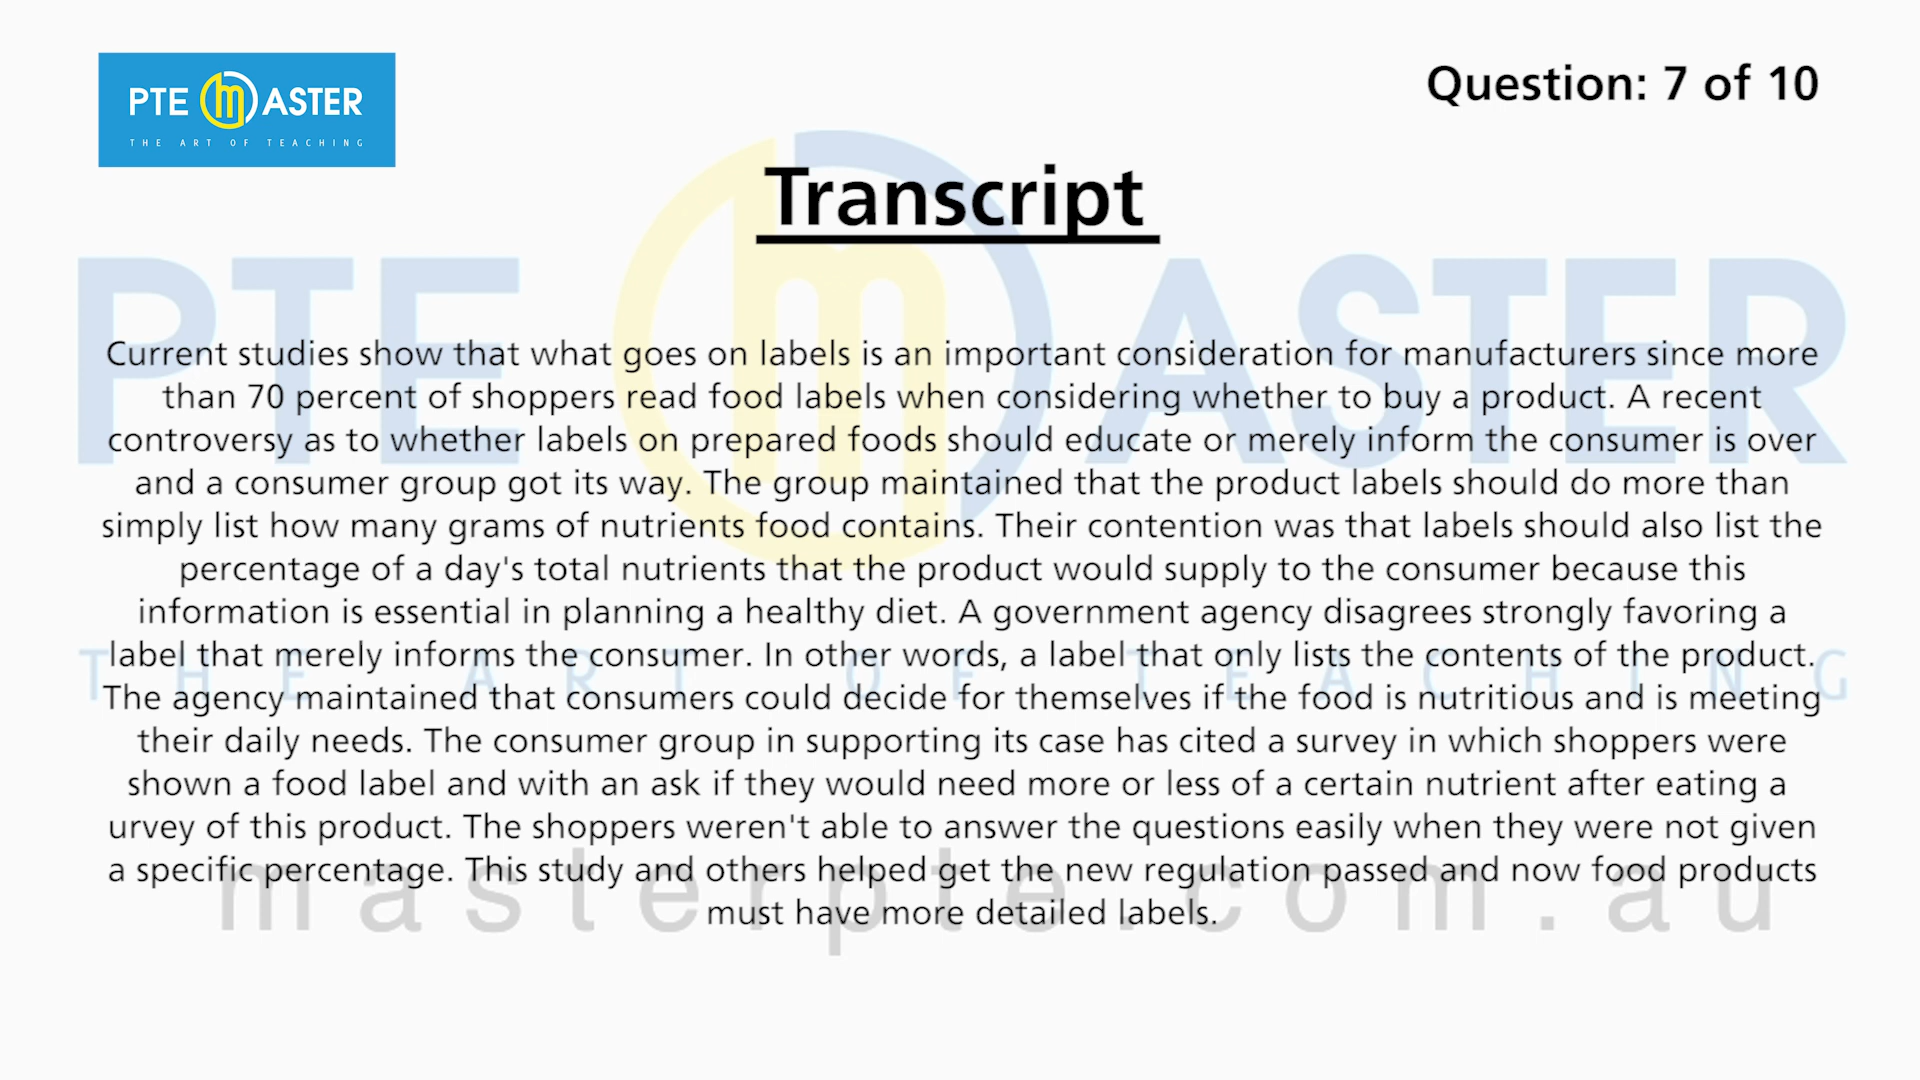 PTE MASTER
THE ART OF TEACHING
Question: 7 of 10
Transcript
Current studies show that what goes on labels is an important consideration for manufacturers since more
than 70 percent of shoppers read food labels when considering whether to buy a product. A recent
controversy as to whether labels on prepared foods should educate or merely inform the consumer is over
and a consumer group got its way. The group maintained that the product labels should do more than
simply list how many grams of nutrients food contains. Their contention was that labels should also list the
percentage of a day's total nutrients that the product would supply to the consumer because this
information is essential in planning a healthy diet. A government agency disagrees strongly favoring a
label that merely informs the consumer. In other words, a label that only lists the contents of the product.
The agency maintained that consumers could decide for themselves if the food is nutritious and is meeting
their daily needs. The consumer group in supporting its case has cited a survey in which shoppers were
shown a food label and with an ask if they would need more or less of a certain nutrient after eating a
urvey of this product. The shoppers weren't able to answer the questions easily when they were not given
a specific percentage. This study and others helped get the new regulation passed and now food products
must have more detailed labels.
PTE MASTER
THE ART OF TEACHING
masterpte.com.au